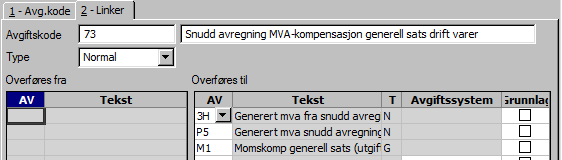 1 - Avg.kode 2 - Linker
Avgiftskode 73 Snudd avregning MVA-kompensasjon generell sats drift varer
Type Normal
Overføres fra Overføres til
AV Tekst AV Tekst T Avgiftssystem Grunnlag
3H Generert mva fra snudd avreg N
P5 Generert mva snudd avregning N
M1 Momskomp generell sats (utgif G